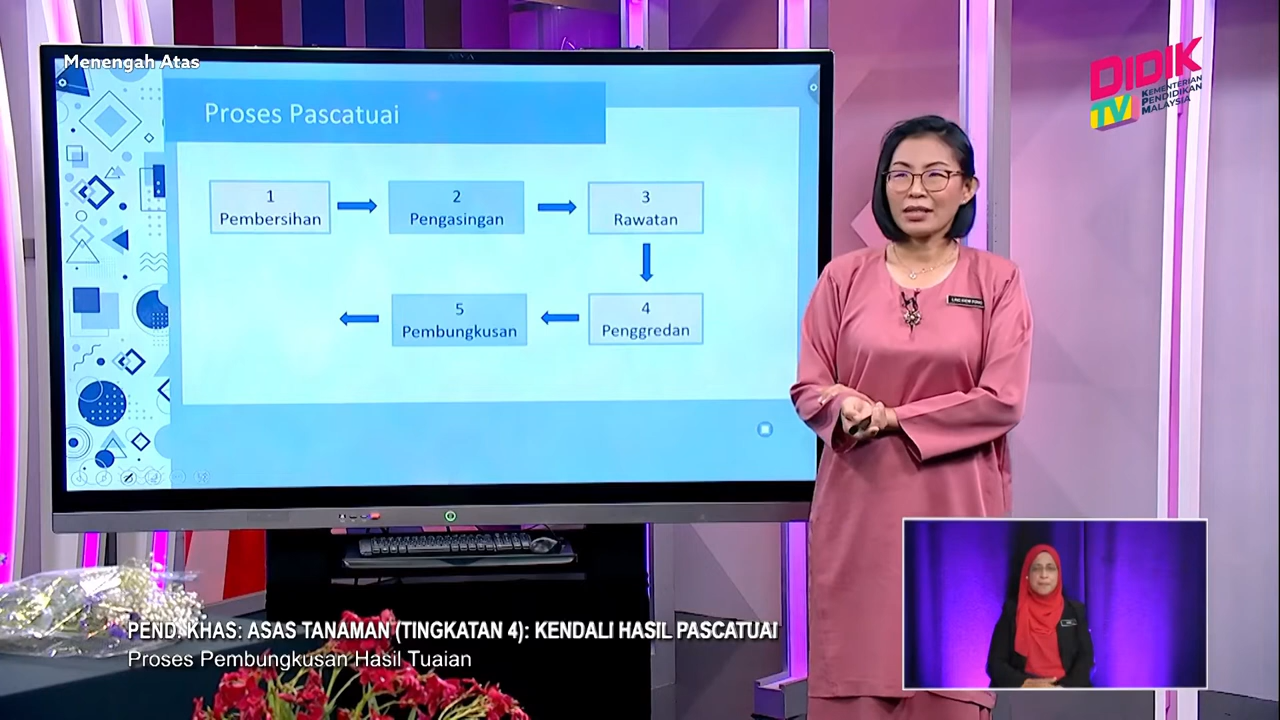 Menengah Atas
DIDIK
TV
KEMENTERIAN
PENDIDIKAN
MALAYSIA
Proses Pascatuai
1
Pembersihan
2
Pengasingan
3
Rawatan
4
Penggredan
5
Pembungkusan
PEND. KHAS: ASAS TANAMAN (TINGKATAN 4): KENDALI HASIL PASCATUAI
Proses Pembungkusan Hasil Tuaian